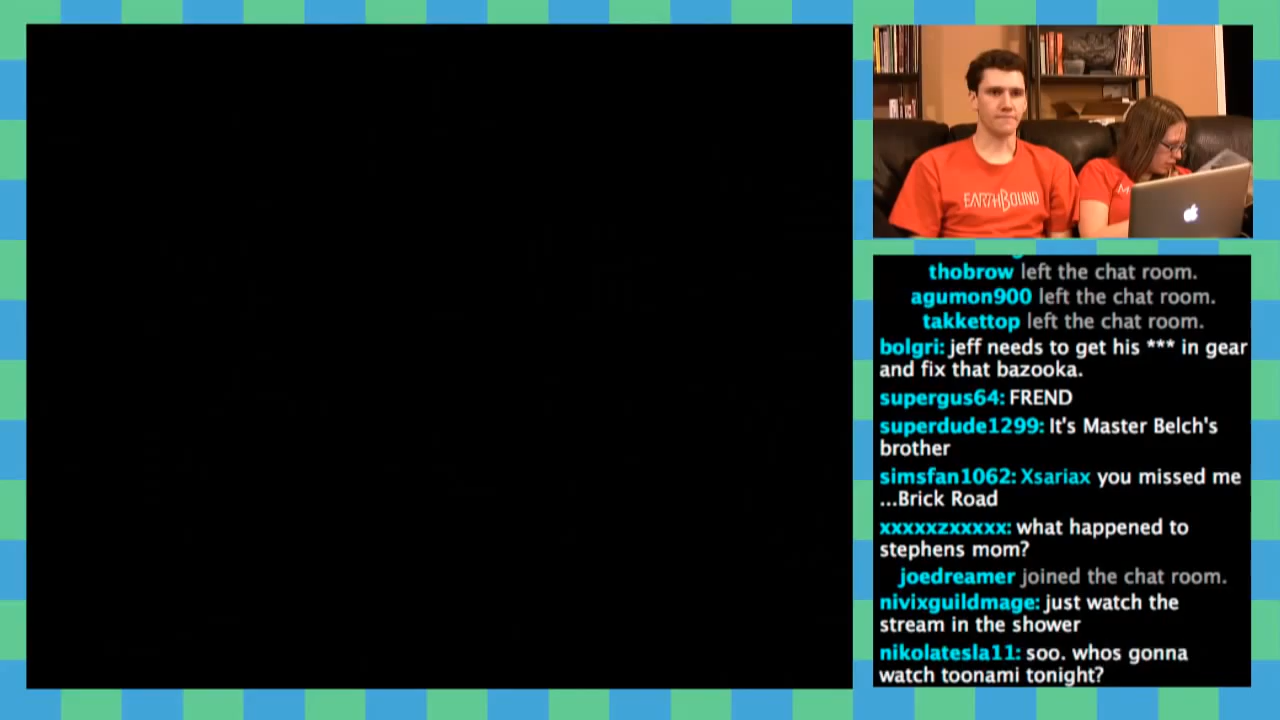 EARTHBOUND
thobrow left the chat room.
agumon900 left the chat room.
takkettop left the chat room.
bolgri: jeff needs to get his *** in gear
and fix that bazooka.
supergus64: FREND
superdude1299: It's Master Belch's
brother
simsfan1062: Xsariax you missed me
...Brick Road
xxxxxzxxxxx: what happened to
stephens mom?
joedreamer joined the chat room.
nivixguildmage: just watch the
stream in the shower
nikolatesla11: soo. whos gonna
watch toonami tonight?